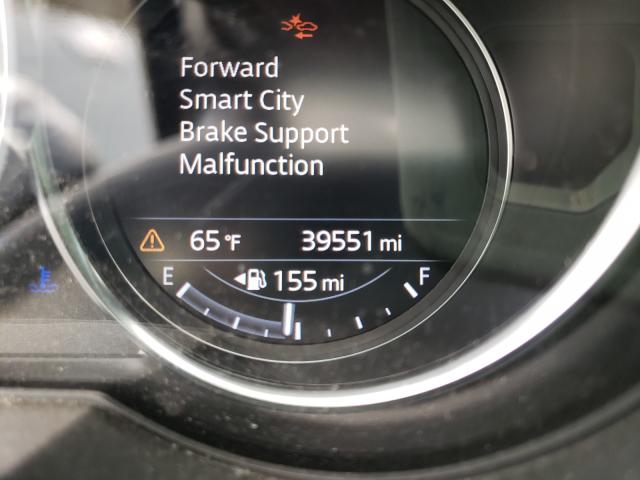 Forward
Smart City
Brake Support
Malfunction
65 °F 39551 mi
E 155 mi F